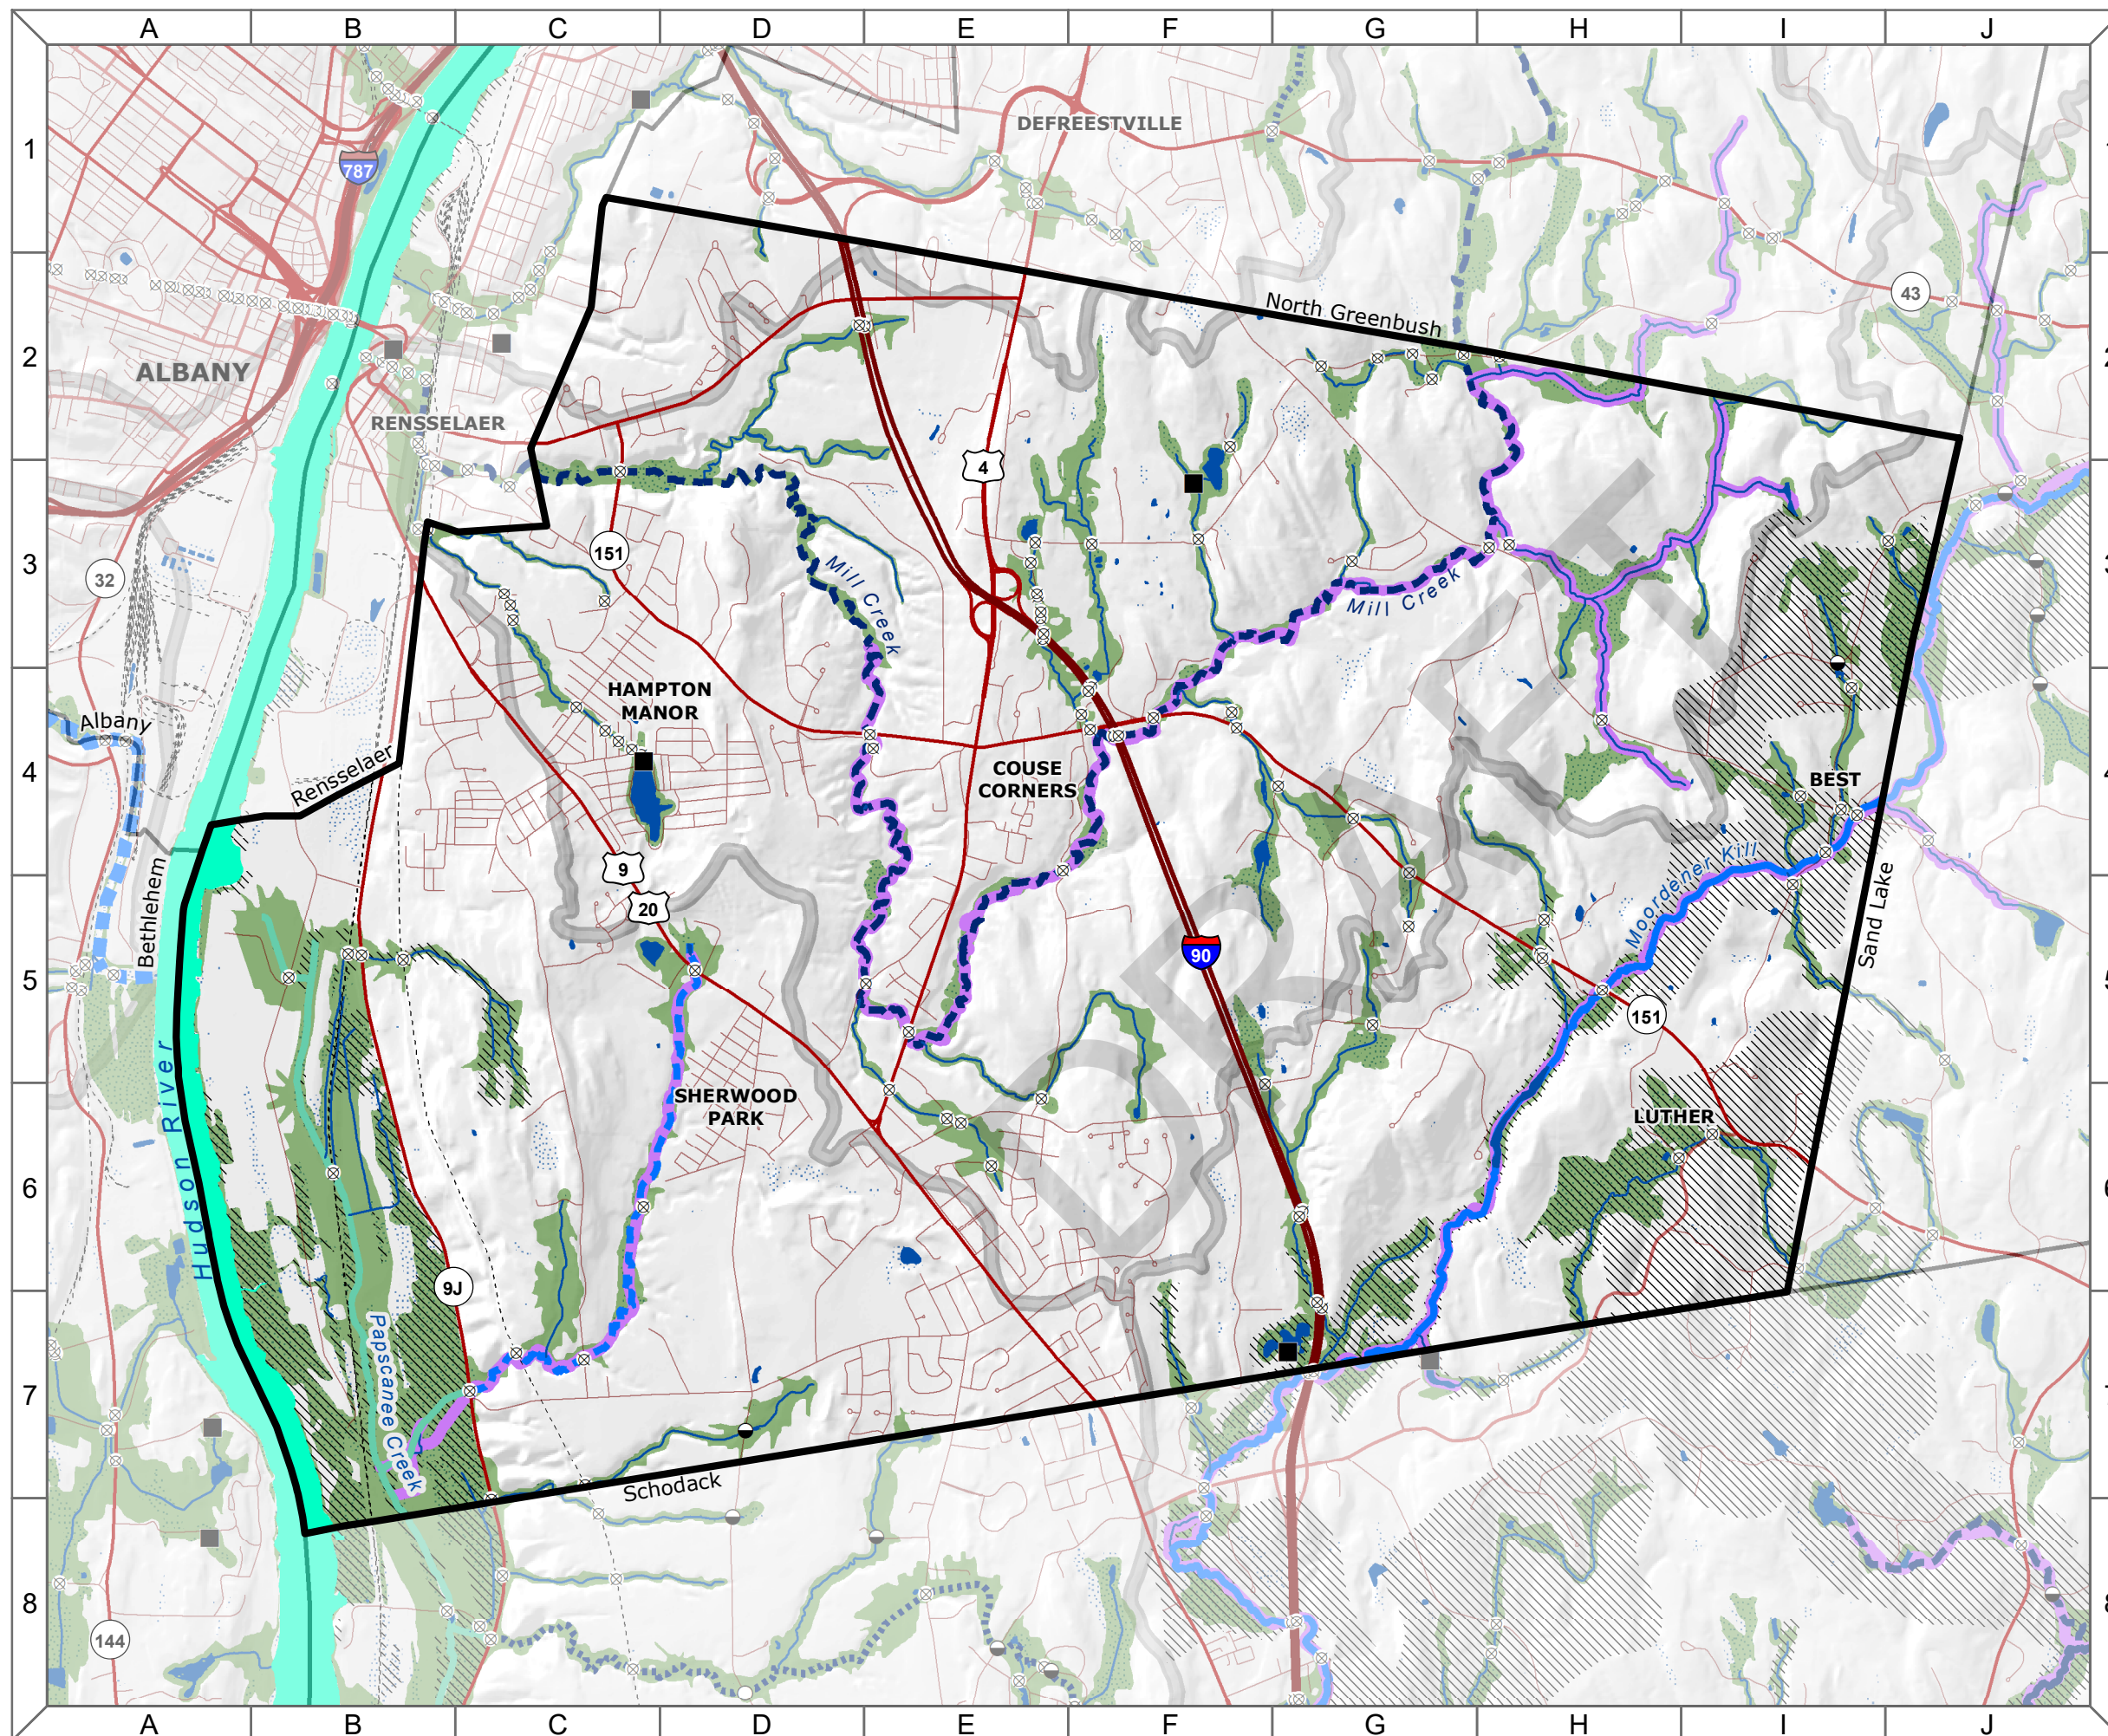 A B C D E F G H I J
1
DEFREESTVILLE
787
North Greenbush
43
2
ALBANY
RENSSELAER
4
151
3
32
Mill Creek
Mill Creek
HAMPTON
MANOR
Albany
Rensselaer
4
COUSE
CORNERS
BEST
9
20
Moordener Kill
Bethlehem
Sand Lake
5
90
151
Hudson River
SHERWOOD
PARK
LUTHER
6
9J
DRAFT
Papscanee Creek
7
Schodack
8
144
A B C D E F G H I J